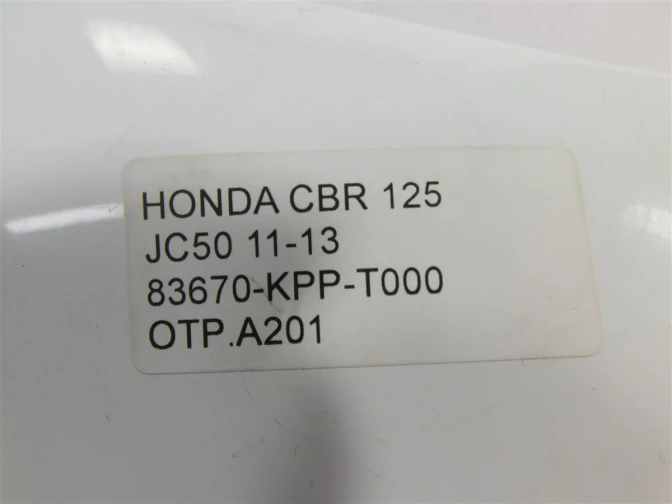 HONDA CBR 125
JC50 11-13
83670-KPP-T000
OTP.A201